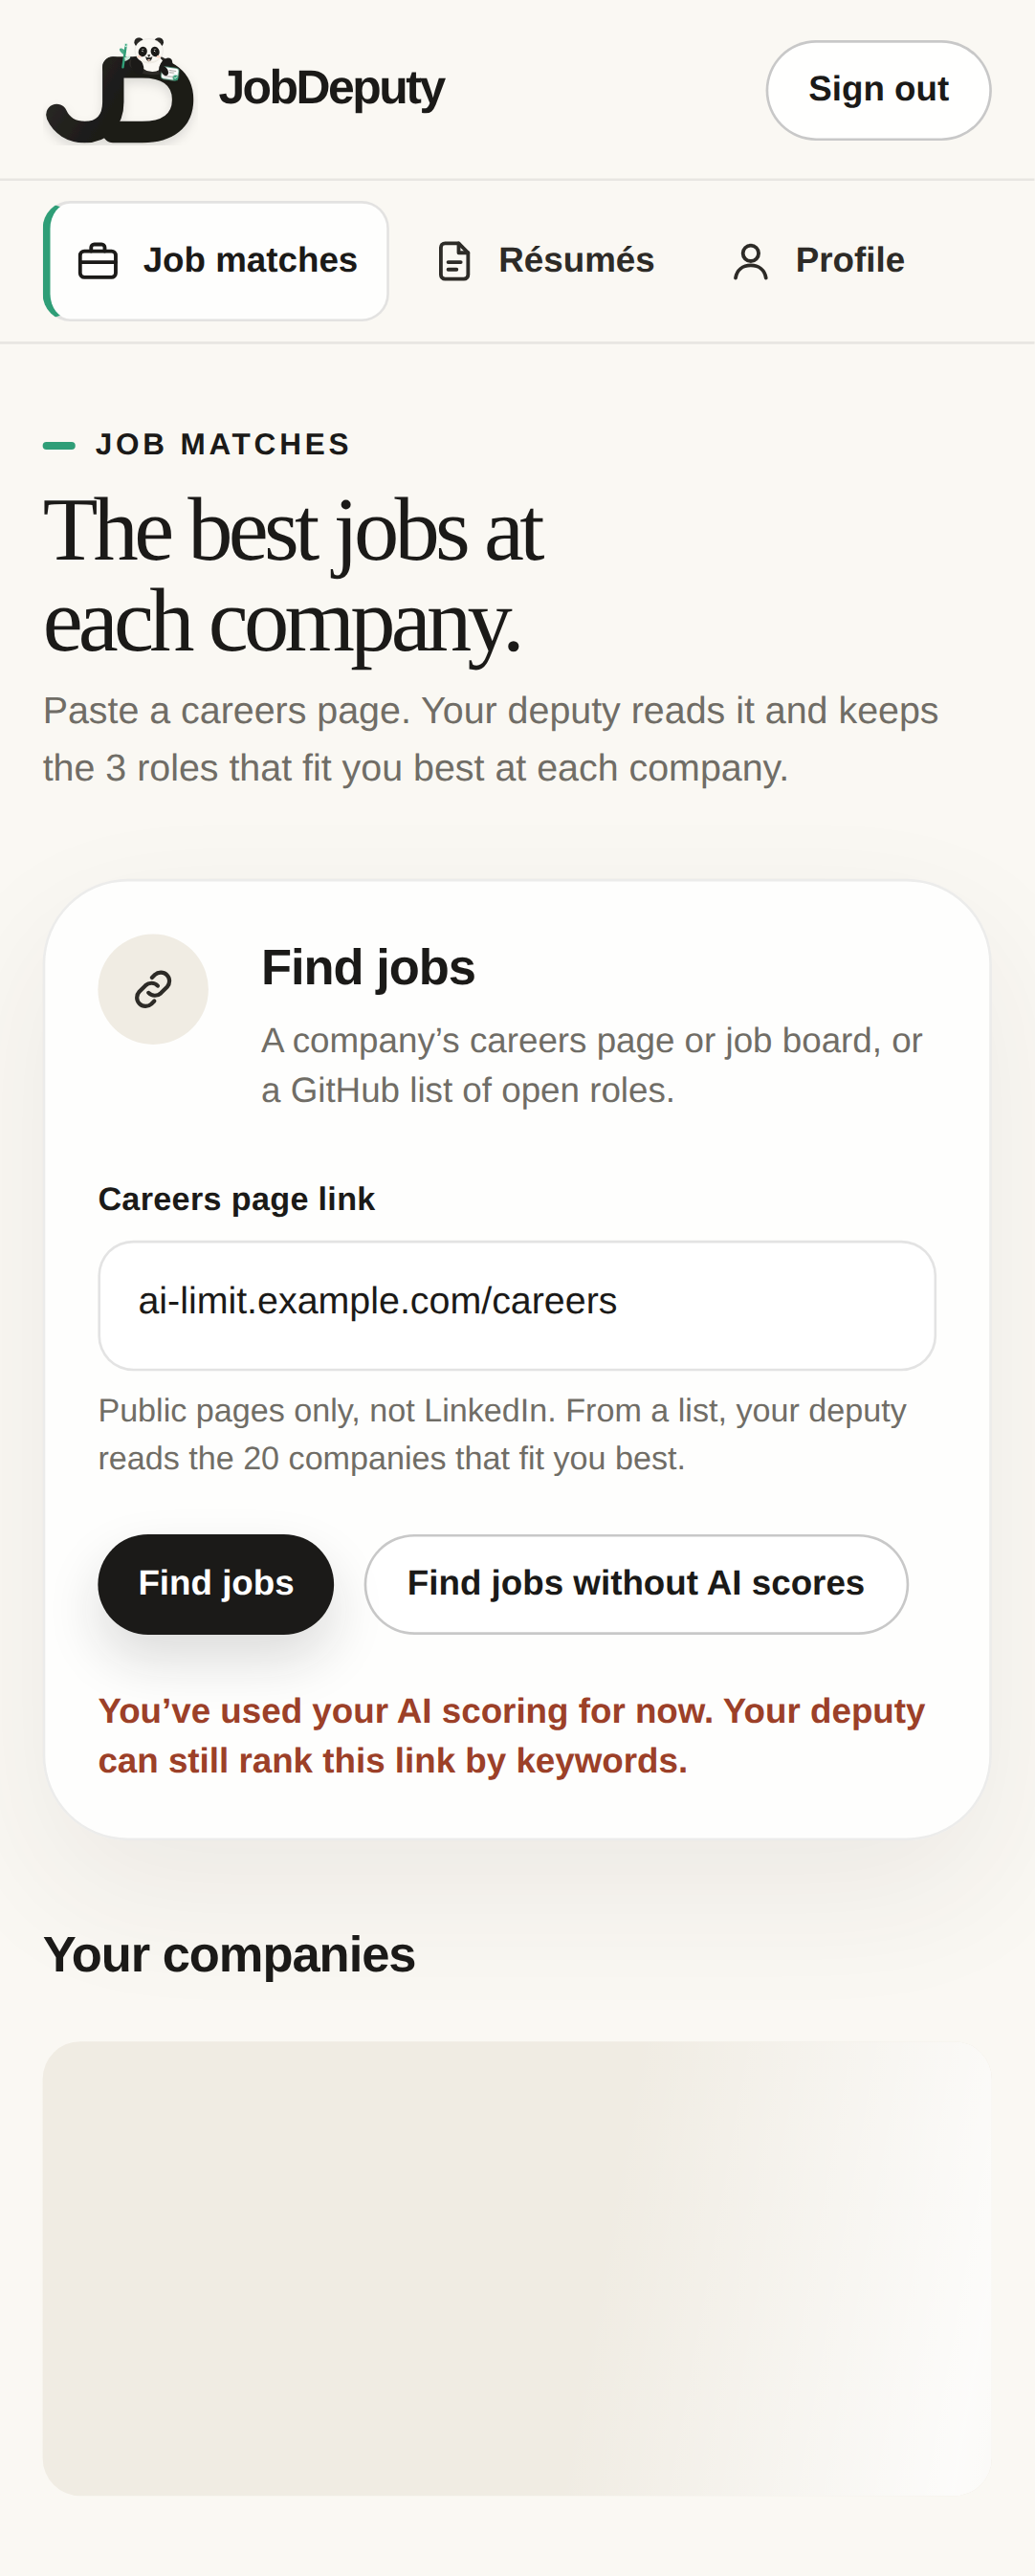 JobDeputy
Sign out
Job matches
Résumés
Profile
JOB MATCHES
The best jobs at
each company.
Paste a careers page. Your deputy reads it and keeps
the 3 roles that fit you best at each company.
Find jobs
A company’s careers page or job board, or
a GitHub list of open roles.
Careers page link
ai-limit.example.com/careers
Public pages only, not LinkedIn. From a list, your deputy
reads the 20 companies that fit you best.
Find jobs
Find jobs without AI scores
You’ve used your AI scoring for now. Your deputy
can still rank this link by keywords.
Your companies